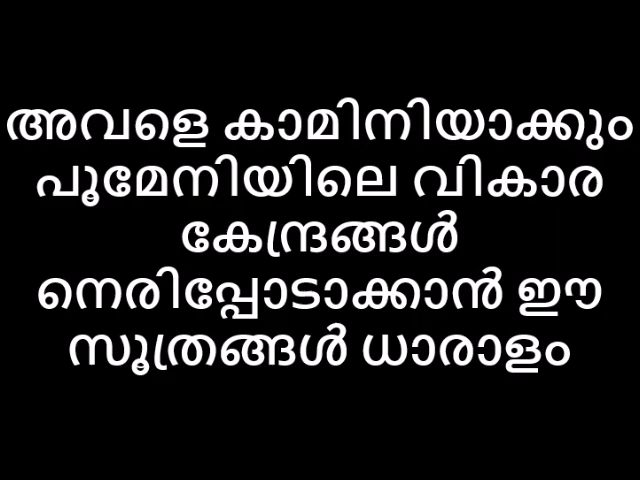 അവളെ കാമിനിയാക്കും
പൂമേനിയിലെ വികാര
കേന്ദ്രങ്ങൾ
നെരിപ്പോടാക്കാൻ ഈ
സൂത്രങ്ങൾ ധാരാളം